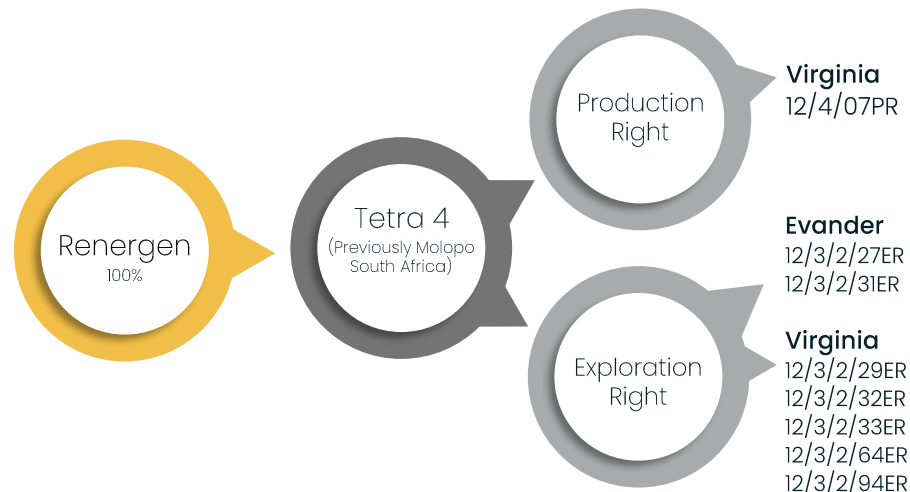 Renergen
100%
Tetra 4
(Previously Molopo
South Africa)
Production
Right
Virginia
12/4/07PR
Exploration
Right
Evander
12/3/2/27ER
12/3/2/31ER
Virginia
12/3/2/29ER
12/3/2/32ER
12/3/2/33ER
12/3/2/64ER
12/3/2/94ER